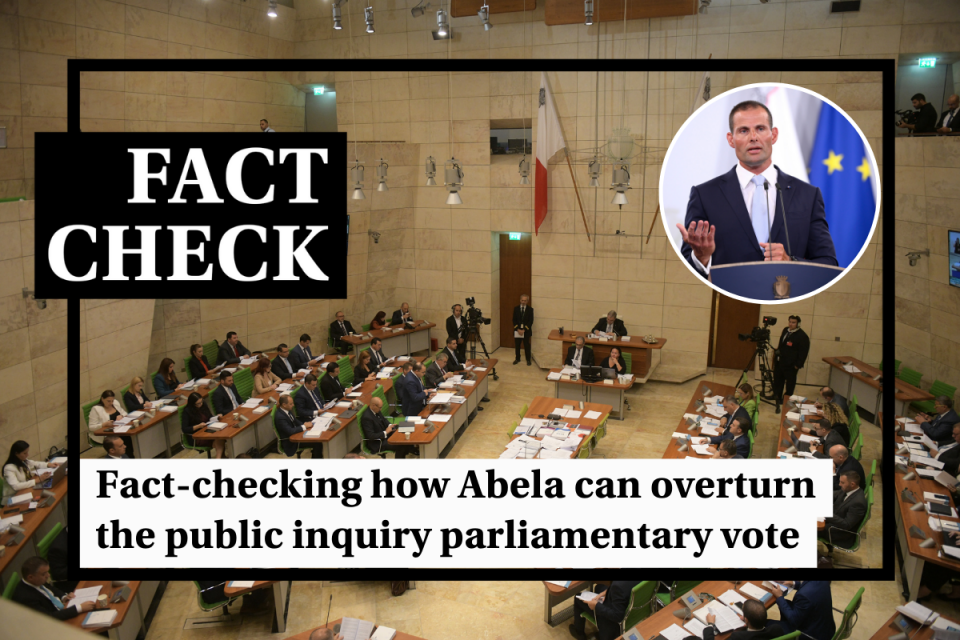 FACT
CHECK
Fact-checking how Abela can overturn
the public inquiry parliamentary vote